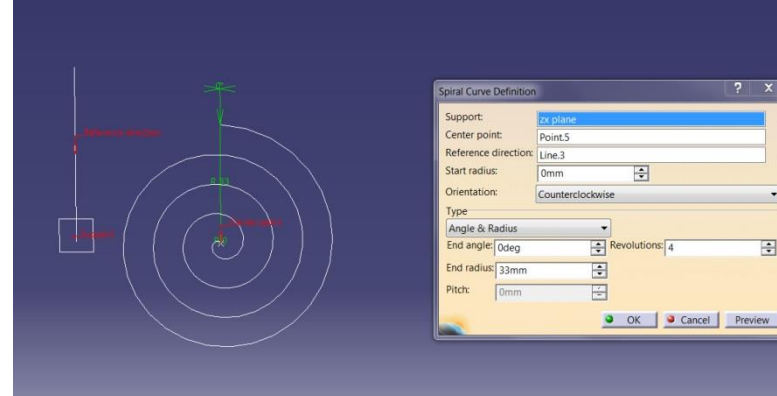 Spiral Curve Definition
? X
Support: zx plane
Center point: Point.5
Reference direction: Line.3
Start radius: 0mm
Orientation: Counterclockwise
Type
Angle & Radius
End angle: 0deg Revolutions: 4
End radius: 33mm
Pitch: 0mm
OK Cancel Preview